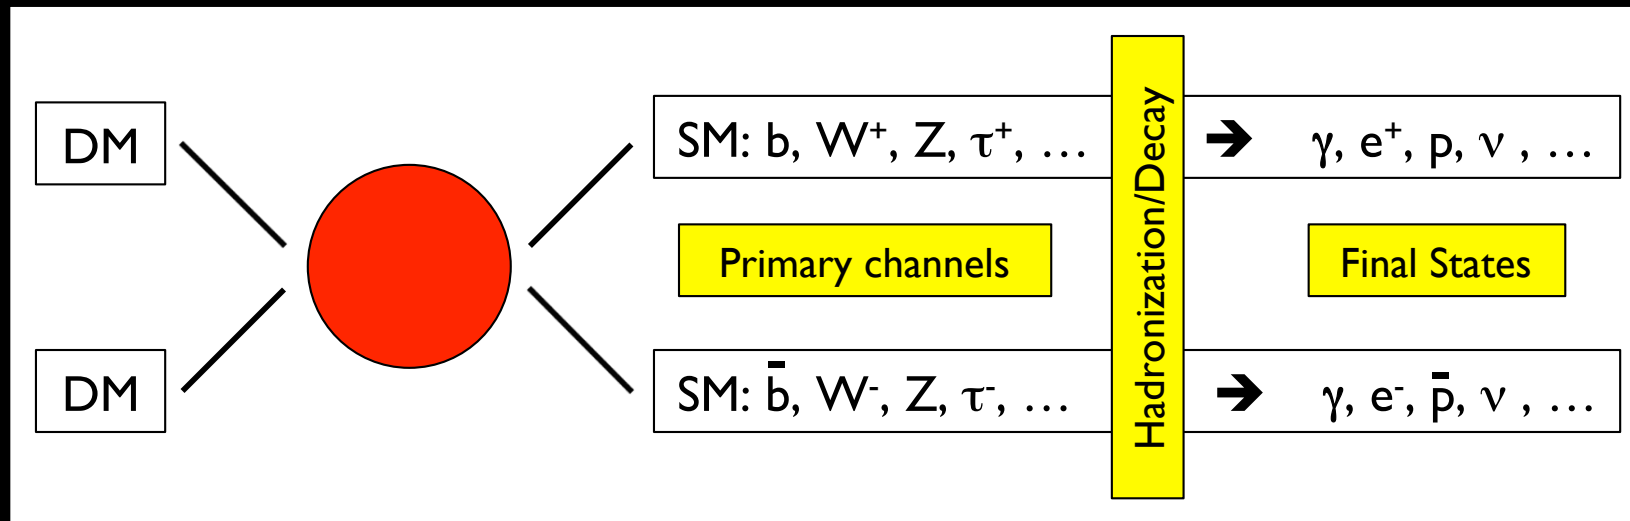 DM
SM: b, W⁺, Z, τ⁺, …
Hadronization/Decay
➔ γ, e⁺, p, ν , …
Primary channels
Final States
DM
SM: b̄, W⁻, Z, τ⁻, …
➔ γ, e⁻, p̄, ν , …